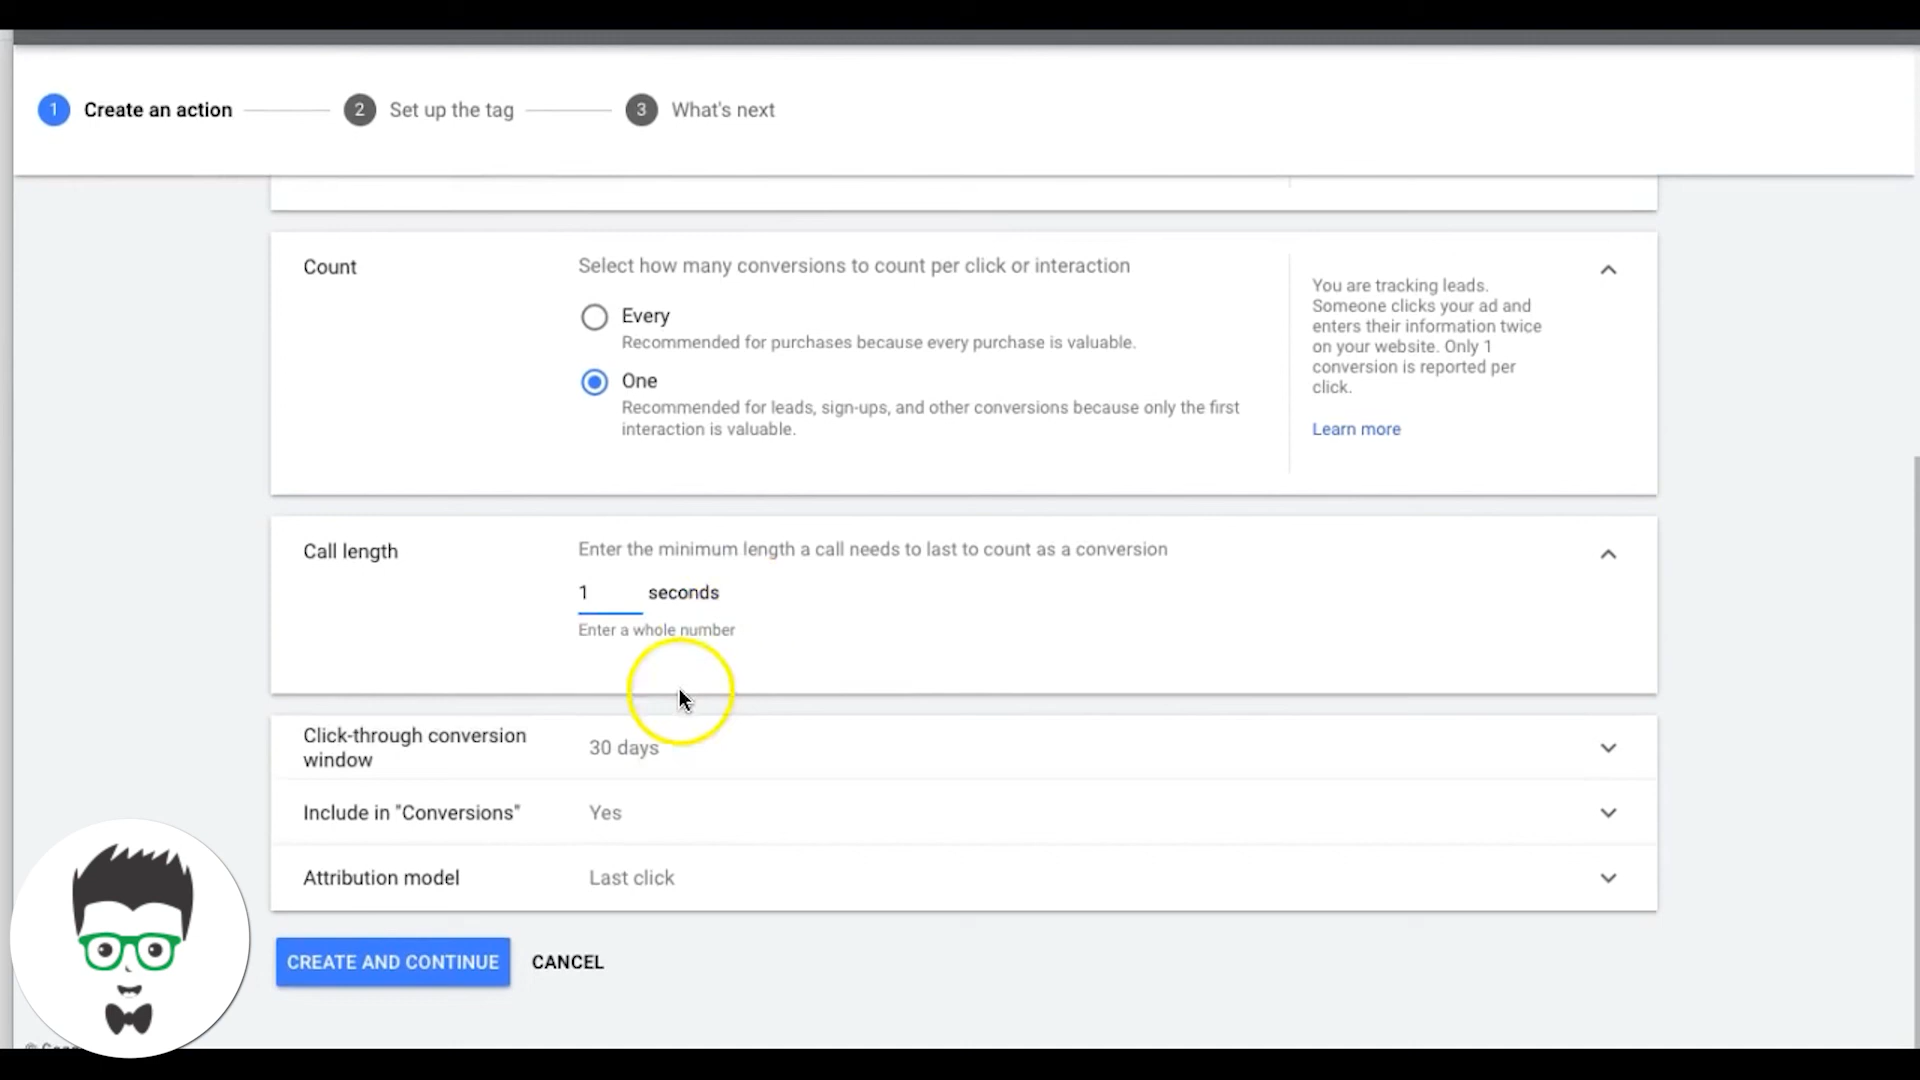 1 Create an action 2 Set up the tag 3 What's next
Count
Select how many conversions to count per click or interaction
Every
Recommended for purchases because every purchase is valuable.
One
Recommended for leads, sign-ups, and other conversions because only the first
interaction is valuable.
You are tracking leads.
Someone clicks your ad and
enters their information twice
on your website. Only 1
conversion is reported per
click.
Learn more
Call length
Enter the minimum length a call needs to last to count as a conversion
1 seconds
Enter a whole number
Click-through conversion
window
30 days
Include in "Conversions" Yes
Attribution model Last click
CREATE AND CONTINUE CANCEL